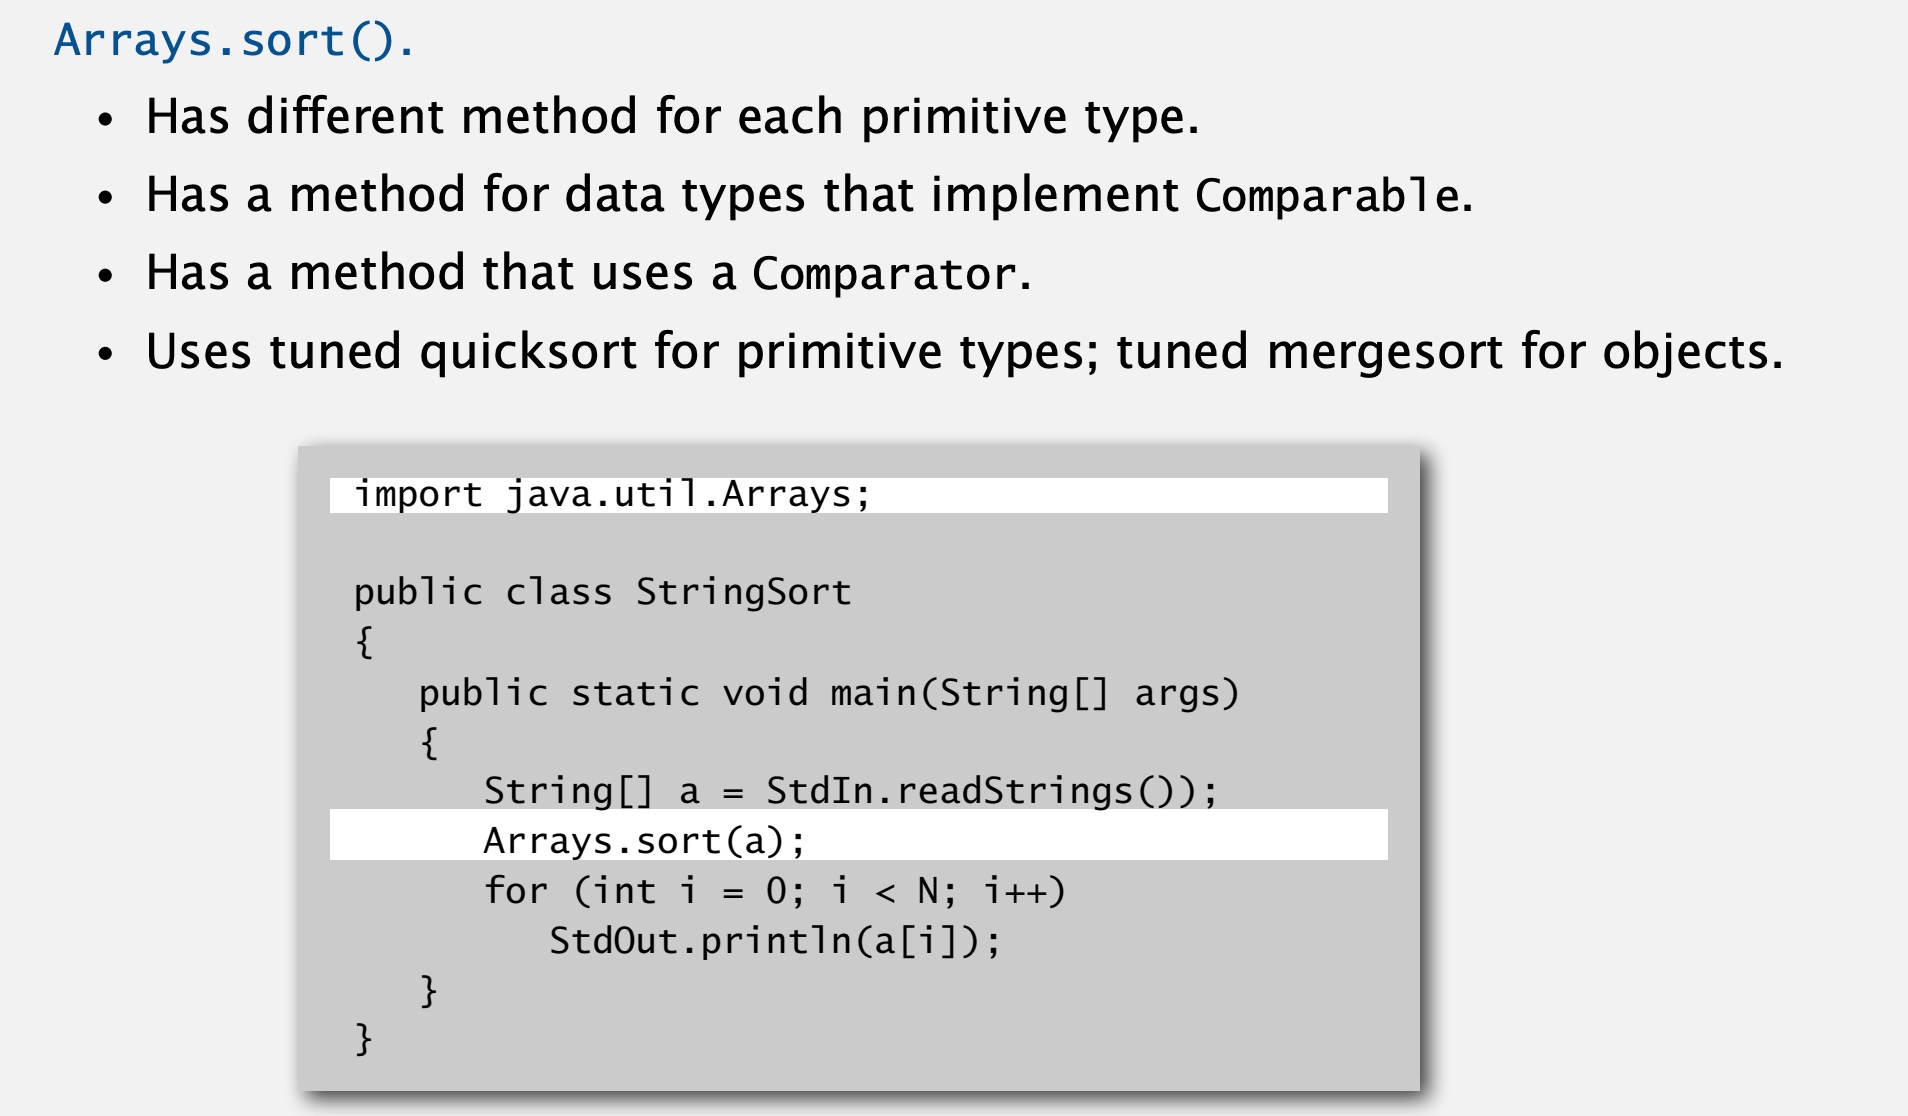 Arrays.sort().
• Has different method for each primitive type.
• Has a method for data types that implement Comparable.
• Has a method that uses a Comparator.
• Uses tuned quicksort for primitive types; tuned mergesort for objects.
import java.util.Arrays;
public class StringSort
{
   public static void main(String[] args)
   {
      String[] a = StdIn.readStrings());
      Arrays.sort(a);
      for (int i = 0; i < N; i++)
         StdOut.println(a[i]);
   }
}